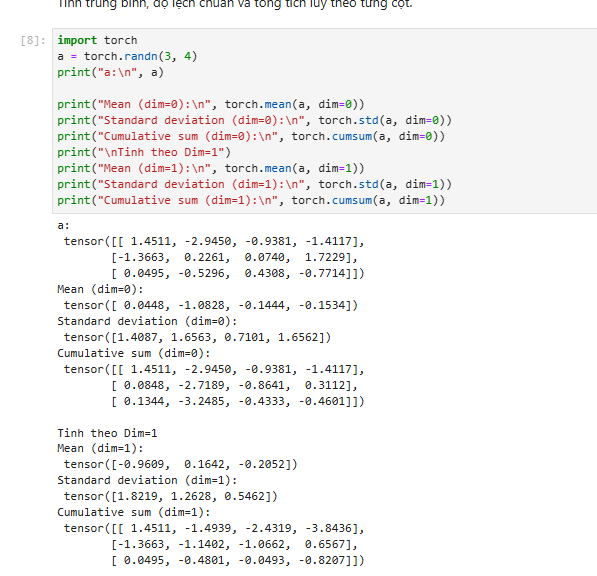 Tính trung bình, độ lệch chuẩn và tổng tích lũy theo từng cột.
[8]: import torch
a = torch.randn(3, 4)
print("a:\n", a)
print("Mean (dim=0):\n", torch.mean(a, dim=0))
print("Standard deviation (dim=0):\n", torch.std(a, dim=0))
print("Cumulative sum (dim=0):\n", torch.cumsum(a, dim=0))
print("\nTinh theo Dim=1")
print("Mean (dim=1):\n", torch.mean(a, dim=1))
print("Standard deviation (dim=1):\n", torch.std(a, dim=1))
print("Cumulative sum (dim=1):\n", torch.cumsum(a, dim=1))
a:
tensor([[ 1.4511, -2.9450, -0.9381, -1.4117],
[-1.3663, 0.2261, 0.0740, 1.7229],
[ 0.0495, -0.5296, 0.4308, -0.7714]])
Mean (dim=0):
tensor([ 0.0448, -1.0828, -0.1444, -0.1534])
Standard deviation (dim=0):
tensor([1.4087, 1.6563, 0.7101, 1.6562])
Cumulative sum (dim=0):
tensor([[ 1.4511, -2.9450, -0.9381, -1.4117],
[ 0.0848, -2.7189, -0.8641, 0.3112],
[ 0.1344, -3.2485, -0.4333, -0.4601]])
Tinh theo Dim=1
Mean (dim=1):
tensor([-0.9609, 0.1642, -0.2052])
Standard deviation (dim=1):
tensor([1.8219, 1.2628, 0.5462])
Cumulative sum (dim=1):
tensor([[ 1.4511, -1.4939, -2.4319, -3.8436],
[-1.3663, -1.1402, -1.0662, 0.6567],
[ 0.0495, -0.4801, -0.0493, -0.8207]])